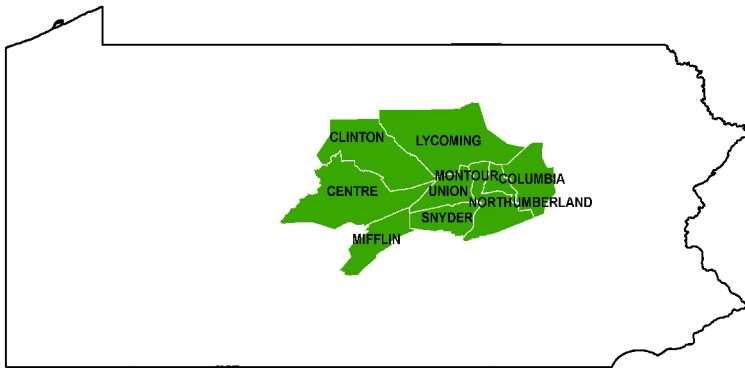 CLINTON
LYCOMING
MONTOUR
COLUMBIA
CENTRE
UNION
NORTHUMBERLAND
SNYDER
MIFFLIN